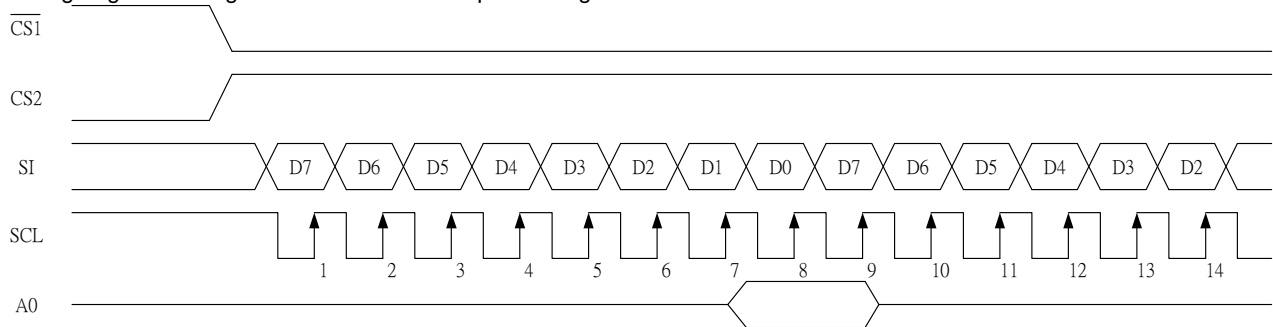 CS1
CS2
SI D7 D6 D5 D4 D3 D2 D1 D0 D7 D6 D5 D4 D3 D2
SCL
1 2 3 4 5 6 7 8 9 10 11 12 13 14
A0